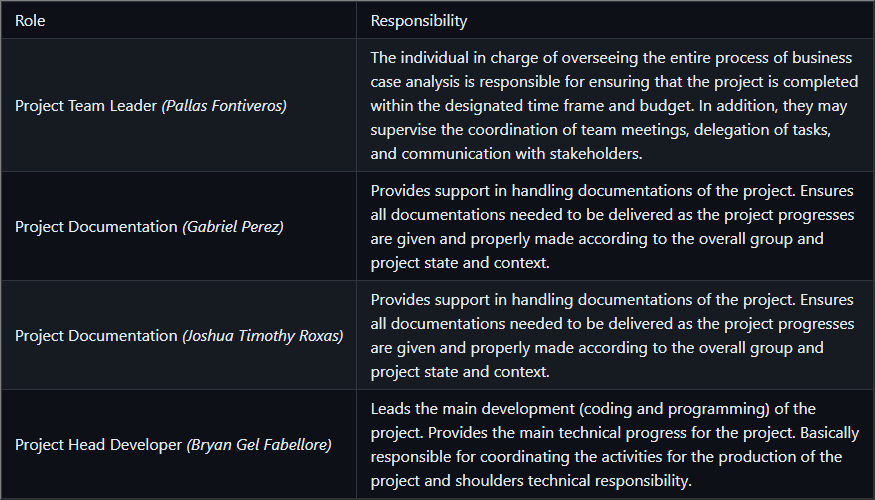 Role
Responsibility
Project Team Leader (Pallas Fontiveros)
The individual in charge of overseeing the entire process of business
case analysis is responsible for ensuring that the project is completed
within the designated time frame and budget. In addition, they may
supervise the coordination of team meetings, delegation of tasks,
and communication with stakeholders.
Project Documentation (Gabriel Perez)
Provides support in handling documentations of the project. Ensures
all documentations needed to be delivered as the project progresses
are given and properly made according to the overall group and
project state and context.
Project Documentation (Joshua Timothy Roxas)
Provides support in handling documentations of the project. Ensures
all documentations needed to be delivered as the project progresses
are given and properly made according to the overall group and
project state and context.
Project Head Developer (Bryan Gel Fabellore)
Leads the main development (coding and programming) of the
project. Provides the main technical progress for the project. Basically
responsible for coordinating the activities for the production of the
project and shoulders technical responsibility.